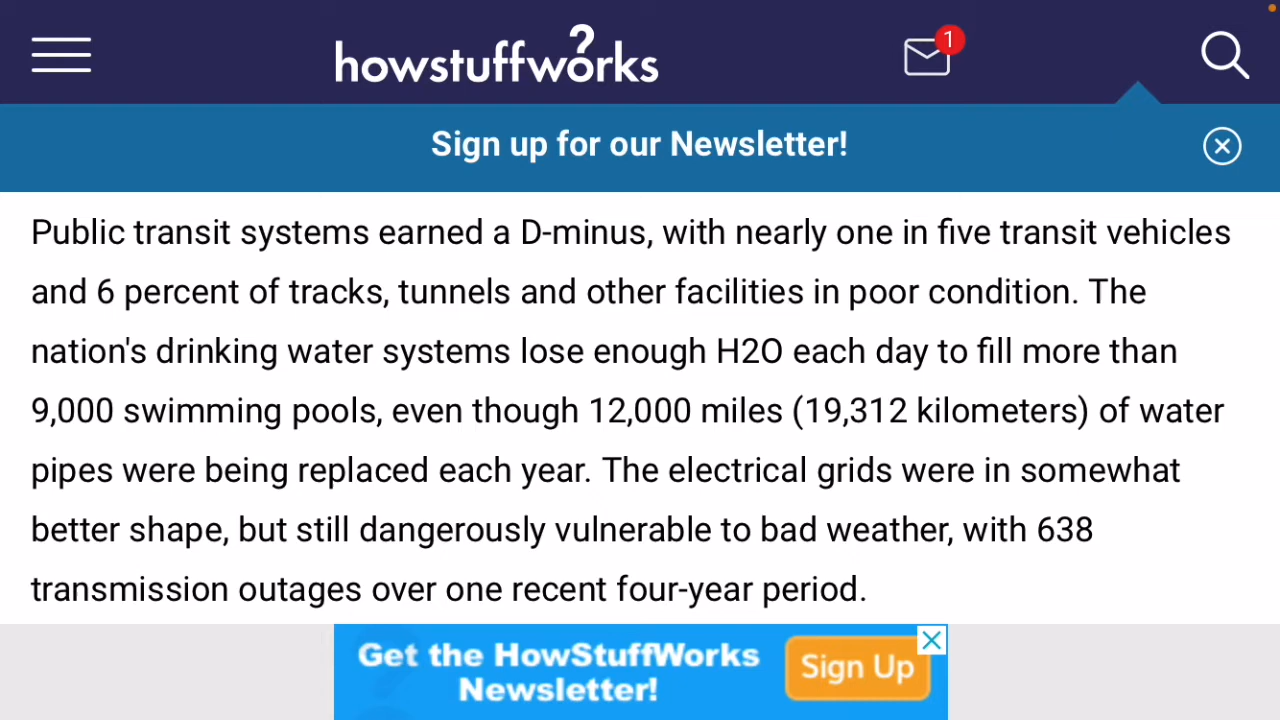 howstuffworks
1
Sign up for our Newsletter!
Public transit systems earned a D-minus, with nearly one in five transit vehicles
and 6 percent of tracks, tunnels and other facilities in poor condition. The
nation's drinking water systems lose enough H2O each day to fill more than
9,000 swimming pools, even though 12,000 miles (19,312 kilometers) of water
pipes were being replaced each year. The electrical grids were in somewhat
better shape, but still dangerously vulnerable to bad weather, with 638
transmission outages over one recent four-year period.
Get the HowStuffWorks
Newsletter!
Sign Up